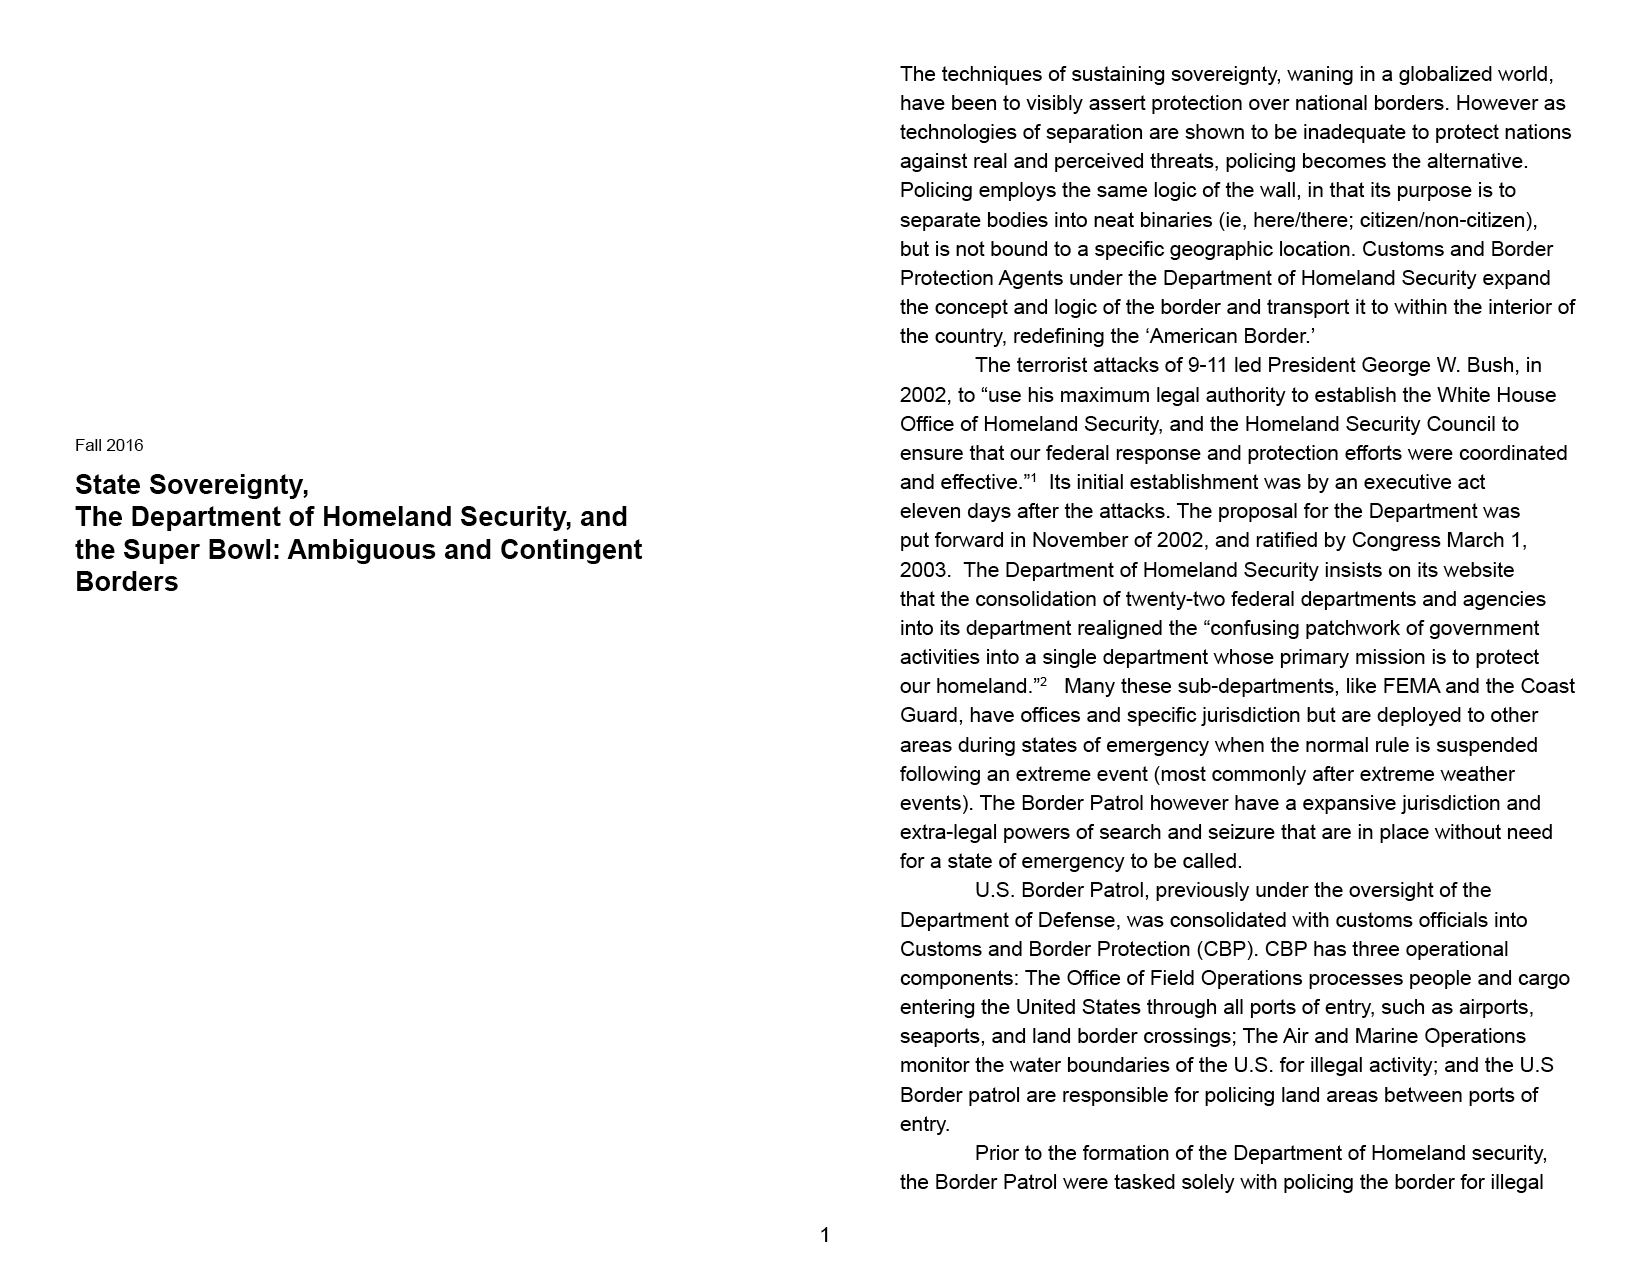 Fall 2016
State Sovereignty,
The Department of Homeland Security, and
the Super Bowl: Ambiguous and Contingent
Borders
The techniques of sustaining sovereignty, waning in a globalized world,
have been to visibly assert protection over national borders. However as
technologies of separation are shown to be inadequate to protect nations
against real and perceived threats, policing becomes the alternative.
Policing employs the same logic of the wall, in that its purpose is to
separate bodies into neat binaries (ie, here/there; citizen/non-citizen),
but is not bound to a specific geographic location. Customs and Border
Protection Agents under the Department of Homeland Security expand
the concept and logic of the border and transport it to within the interior of
the country, redefining the ‘American Border.’
The terrorist attacks of 9-11 led President George W. Bush, in
2002, to “use his maximum legal authority to establish the White House
Office of Homeland Security, and the Homeland Security Council to
ensure that our federal response and protection efforts were coordinated
and effective.”1  Its initial establishment was by an executive act
eleven days after the attacks. The proposal for the Department was
put forward in November of 2002, and ratified by Congress March 1,
2003.  The Department of Homeland Security insists on its website
that the consolidation of twenty-two federal departments and agencies
into its department realigned the “confusing patchwork of government
activities into a single department whose primary mission is to protect
our homeland.”2   Many these sub-departments, like FEMA and the Coast
Guard, have offices and specific jurisdiction but are deployed to other
areas during states of emergency when the normal rule is suspended
following an extreme event (most commonly after extreme weather
events). The Border Patrol however have a expansive jurisdiction and
extra-legal powers of search and seizure that are in place without need
for a state of emergency to be called.
U.S. Border Patrol, previously under the oversight of the
Department of Defense, was consolidated with customs officials into
Customs and Border Protection (CBP). CBP has three operational
components: The Office of Field Operations processes people and cargo
entering the United States through all ports of entry, such as airports,
seaports, and land border crossings; The Air and Marine Operations
monitor the water boundaries of the U.S. for illegal activity; and the U.S
Border patrol are responsible for policing land areas between ports of
entry.
Prior to the formation of the Department of Homeland security,
the Border Patrol were tasked solely with policing the border for illegal
1